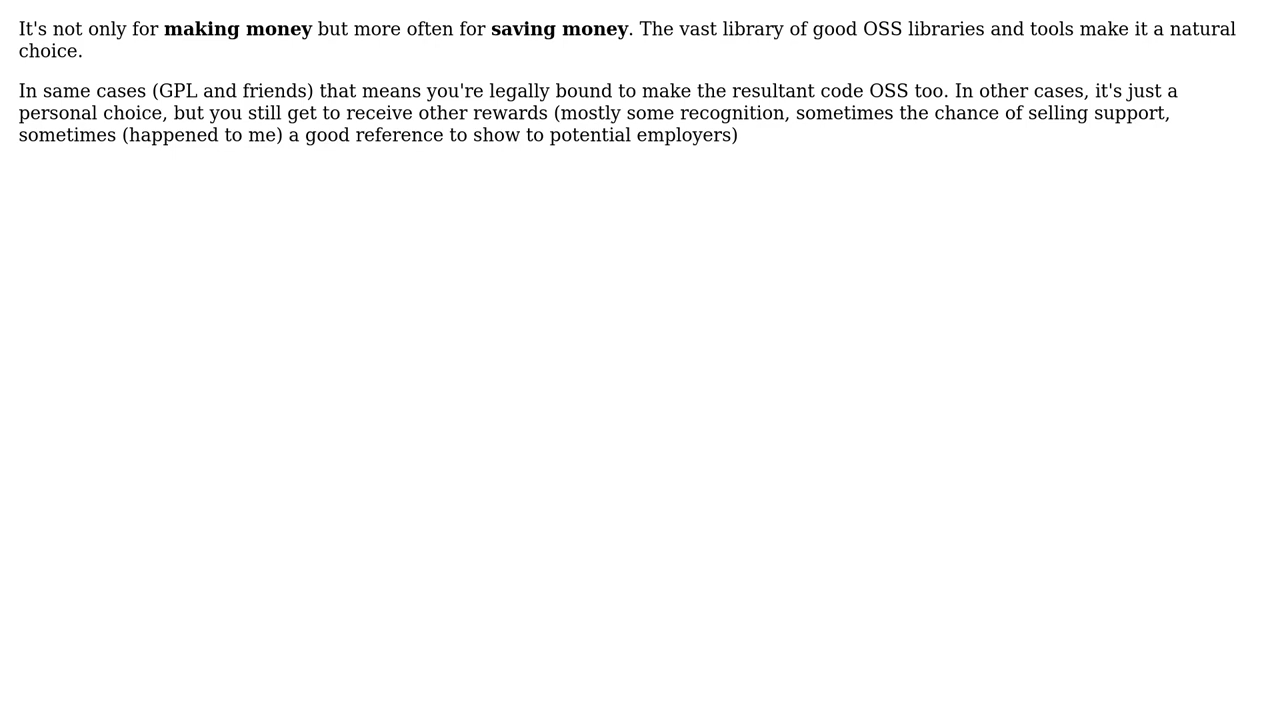 It's not only for making money but more often for saving money. The vast library of good OSS libraries and tools make it a natural
choice.
In same cases (GPL and friends) that means you're legally bound to make the resultant code OSS too. In other cases, it's just a
personal choice, but you still get to receive other rewards (mostly some recognition, sometimes the chance of selling support,
sometimes (happened to me) a good reference to show to potential employers)